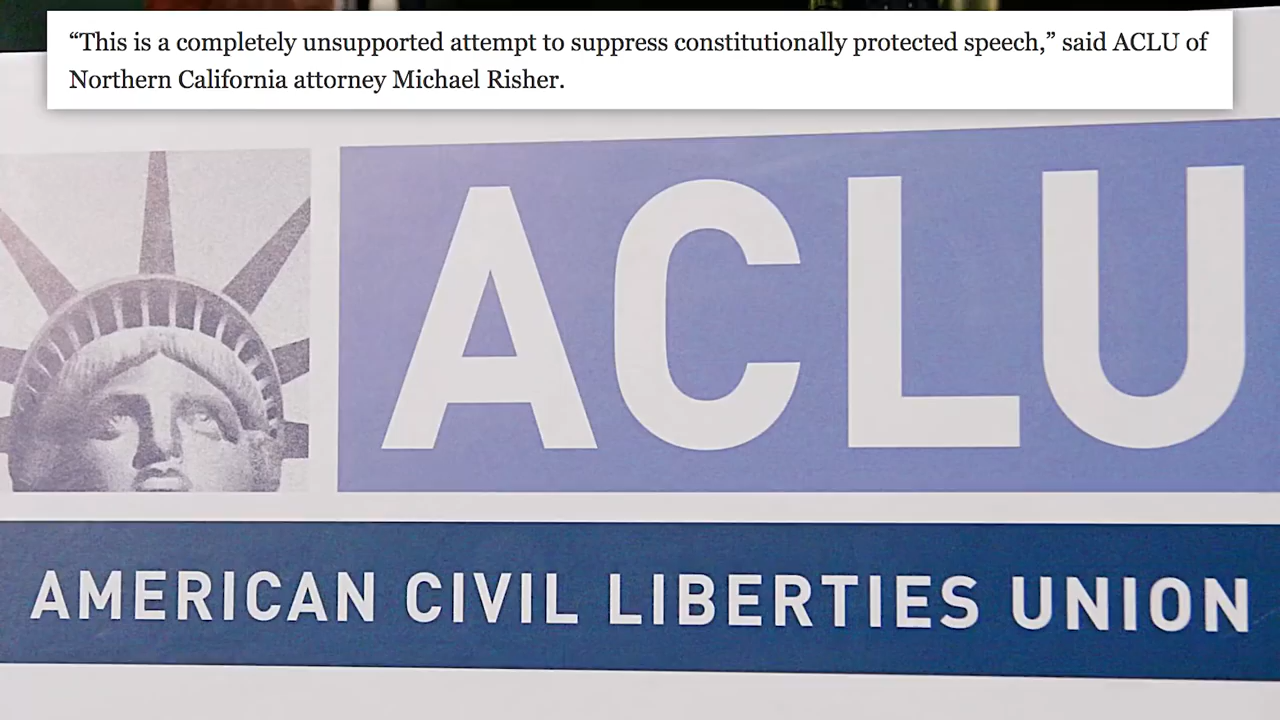 “This is a completely unsupported attempt to suppress constitutionally protected speech,” said ACLU of
Northern California attorney Michael Risher.
ACLU
AMERICAN CIVIL LIBERTIES UNION